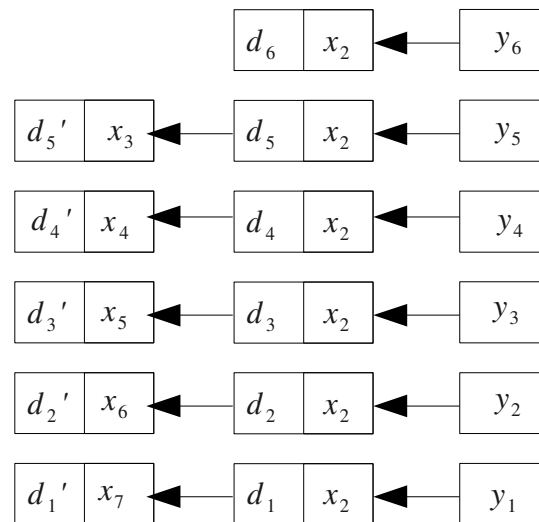 d₆ x₂ y₆
d₅' x₃ d₅ x₂ y₅
d₄' x₄ d₄ x₂ y₄
d₃' x₅ d₃ x₂ y₃
d₂' x₆ d₂ x₂ y₂
d₁' x₇ d₁ x₂ y₁